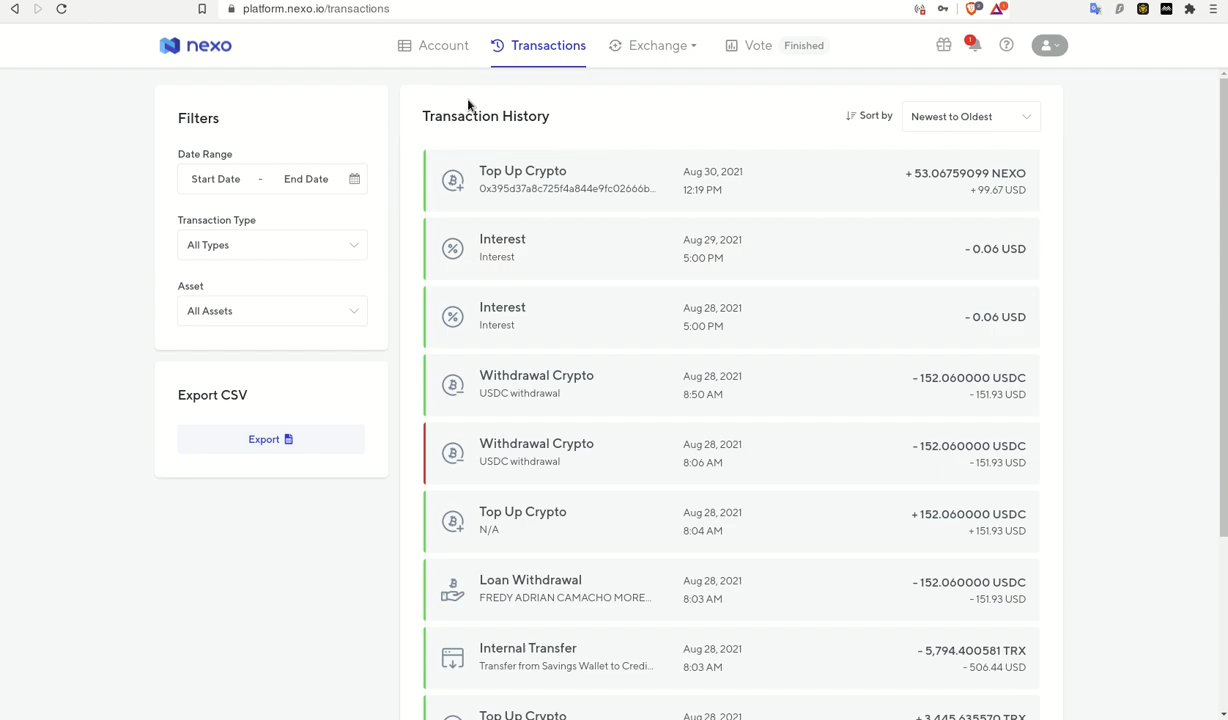 platform.nexo.io/transactions
nexo
Account
Transactions
Exchange
Vote
Finished
1
Filters
Date Range
Start Date - End Date
Transaction Type
All Types
Asset
All Assets
Export CSV
Export
Transaction History
Sort by
Newest to Oldest
Top Up Crypto
0x395d37a8c725f4a844e9fc02666b...
Aug 30, 2021
12:19 PM
+ 53.06759099 NEXO
+ 99.67 USD
Interest
Interest
Aug 29, 2021
5:00 PM
- 0.06 USD
Interest
Interest
Aug 28, 2021
5:00 PM
- 0.06 USD
Withdrawal Crypto
USDC withdrawal
Aug 28, 2021
8:50 AM
- 152.060000 USDC
- 151.93 USD
Withdrawal Crypto
USDC withdrawal
Aug 28, 2021
8:06 AM
- 152.060000 USDC
- 151.93 USD
Top Up Crypto
N/A
Aug 28, 2021
8:04 AM
+ 152.060000 USDC
+ 151.93 USD
Loan Withdrawal
FREDY ADRIAN CAMACHO MORE...
Aug 28, 2021
8:03 AM
- 152.060000 USDC
- 151.93 USD
Internal Transfer
Transfer from Savings Wallet to Credi...
Aug 28, 2021
8:03 AM
- 5,794.400581 TRX
- 506.44 USD
Top Up Crypto
Aug 28, 2021
+ 3,445.635570 TRX